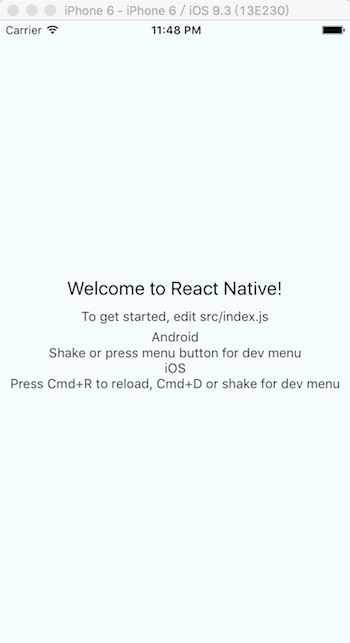 iPhone 6 - iPhone 6 / iOS 9.3 (13E230)
Carrier 11:48 PM
Welcome to React Native!
To get started, edit src/index.js
Android
Shake or press menu button for dev menu
iOS
Press Cmd+R to reload, Cmd+D or shake for dev menu